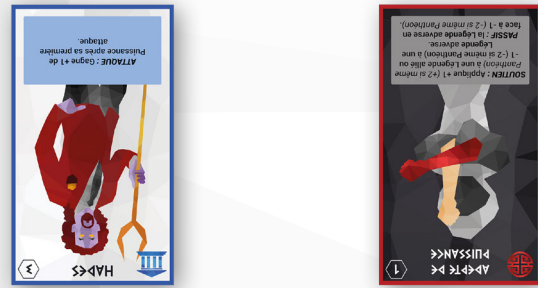 HADES
3
ATTAQUE : Gagne +1 de
Puissance après sa première
attaque.
ADEPTE DE
PUISSANCE
1
SOUTIEN : Applique +1 (+2 si même
Panthéon) à une Légende allié ou
-1 (-2 si même Panthéon) à une
Légende adverse.
PASSIF : la Légende adverse en
face à -1 (-2 si même Panthéon).